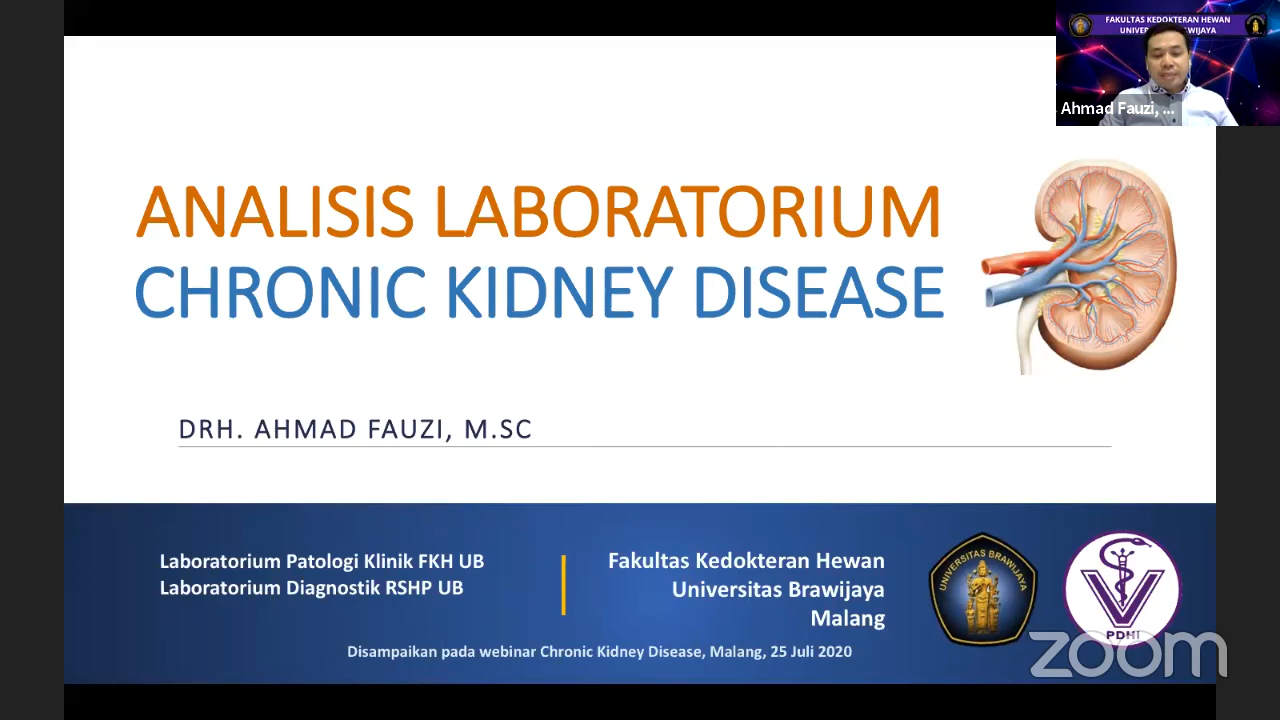 FAKULTAS KEDOKTERAN HEWAN
Ahmad Fauzi, ...
ANALISIS LABORATORIUM
CHRONIC KIDNEY DISEASE
DRH. AHMAD FAUZI, M.SC
Laboratorium Patologi Klinik FKH UB
Laboratorium Diagnostik RSHP UB
Fakultas Kedokteran Hewan
Universitas Brawijaya
Malang
UNIVERSITAS BRAWIJAYA
PDHI
Disampaikan pada webinar Chronic Kidney Disease, Malang, 25 Juli 2020
zoom